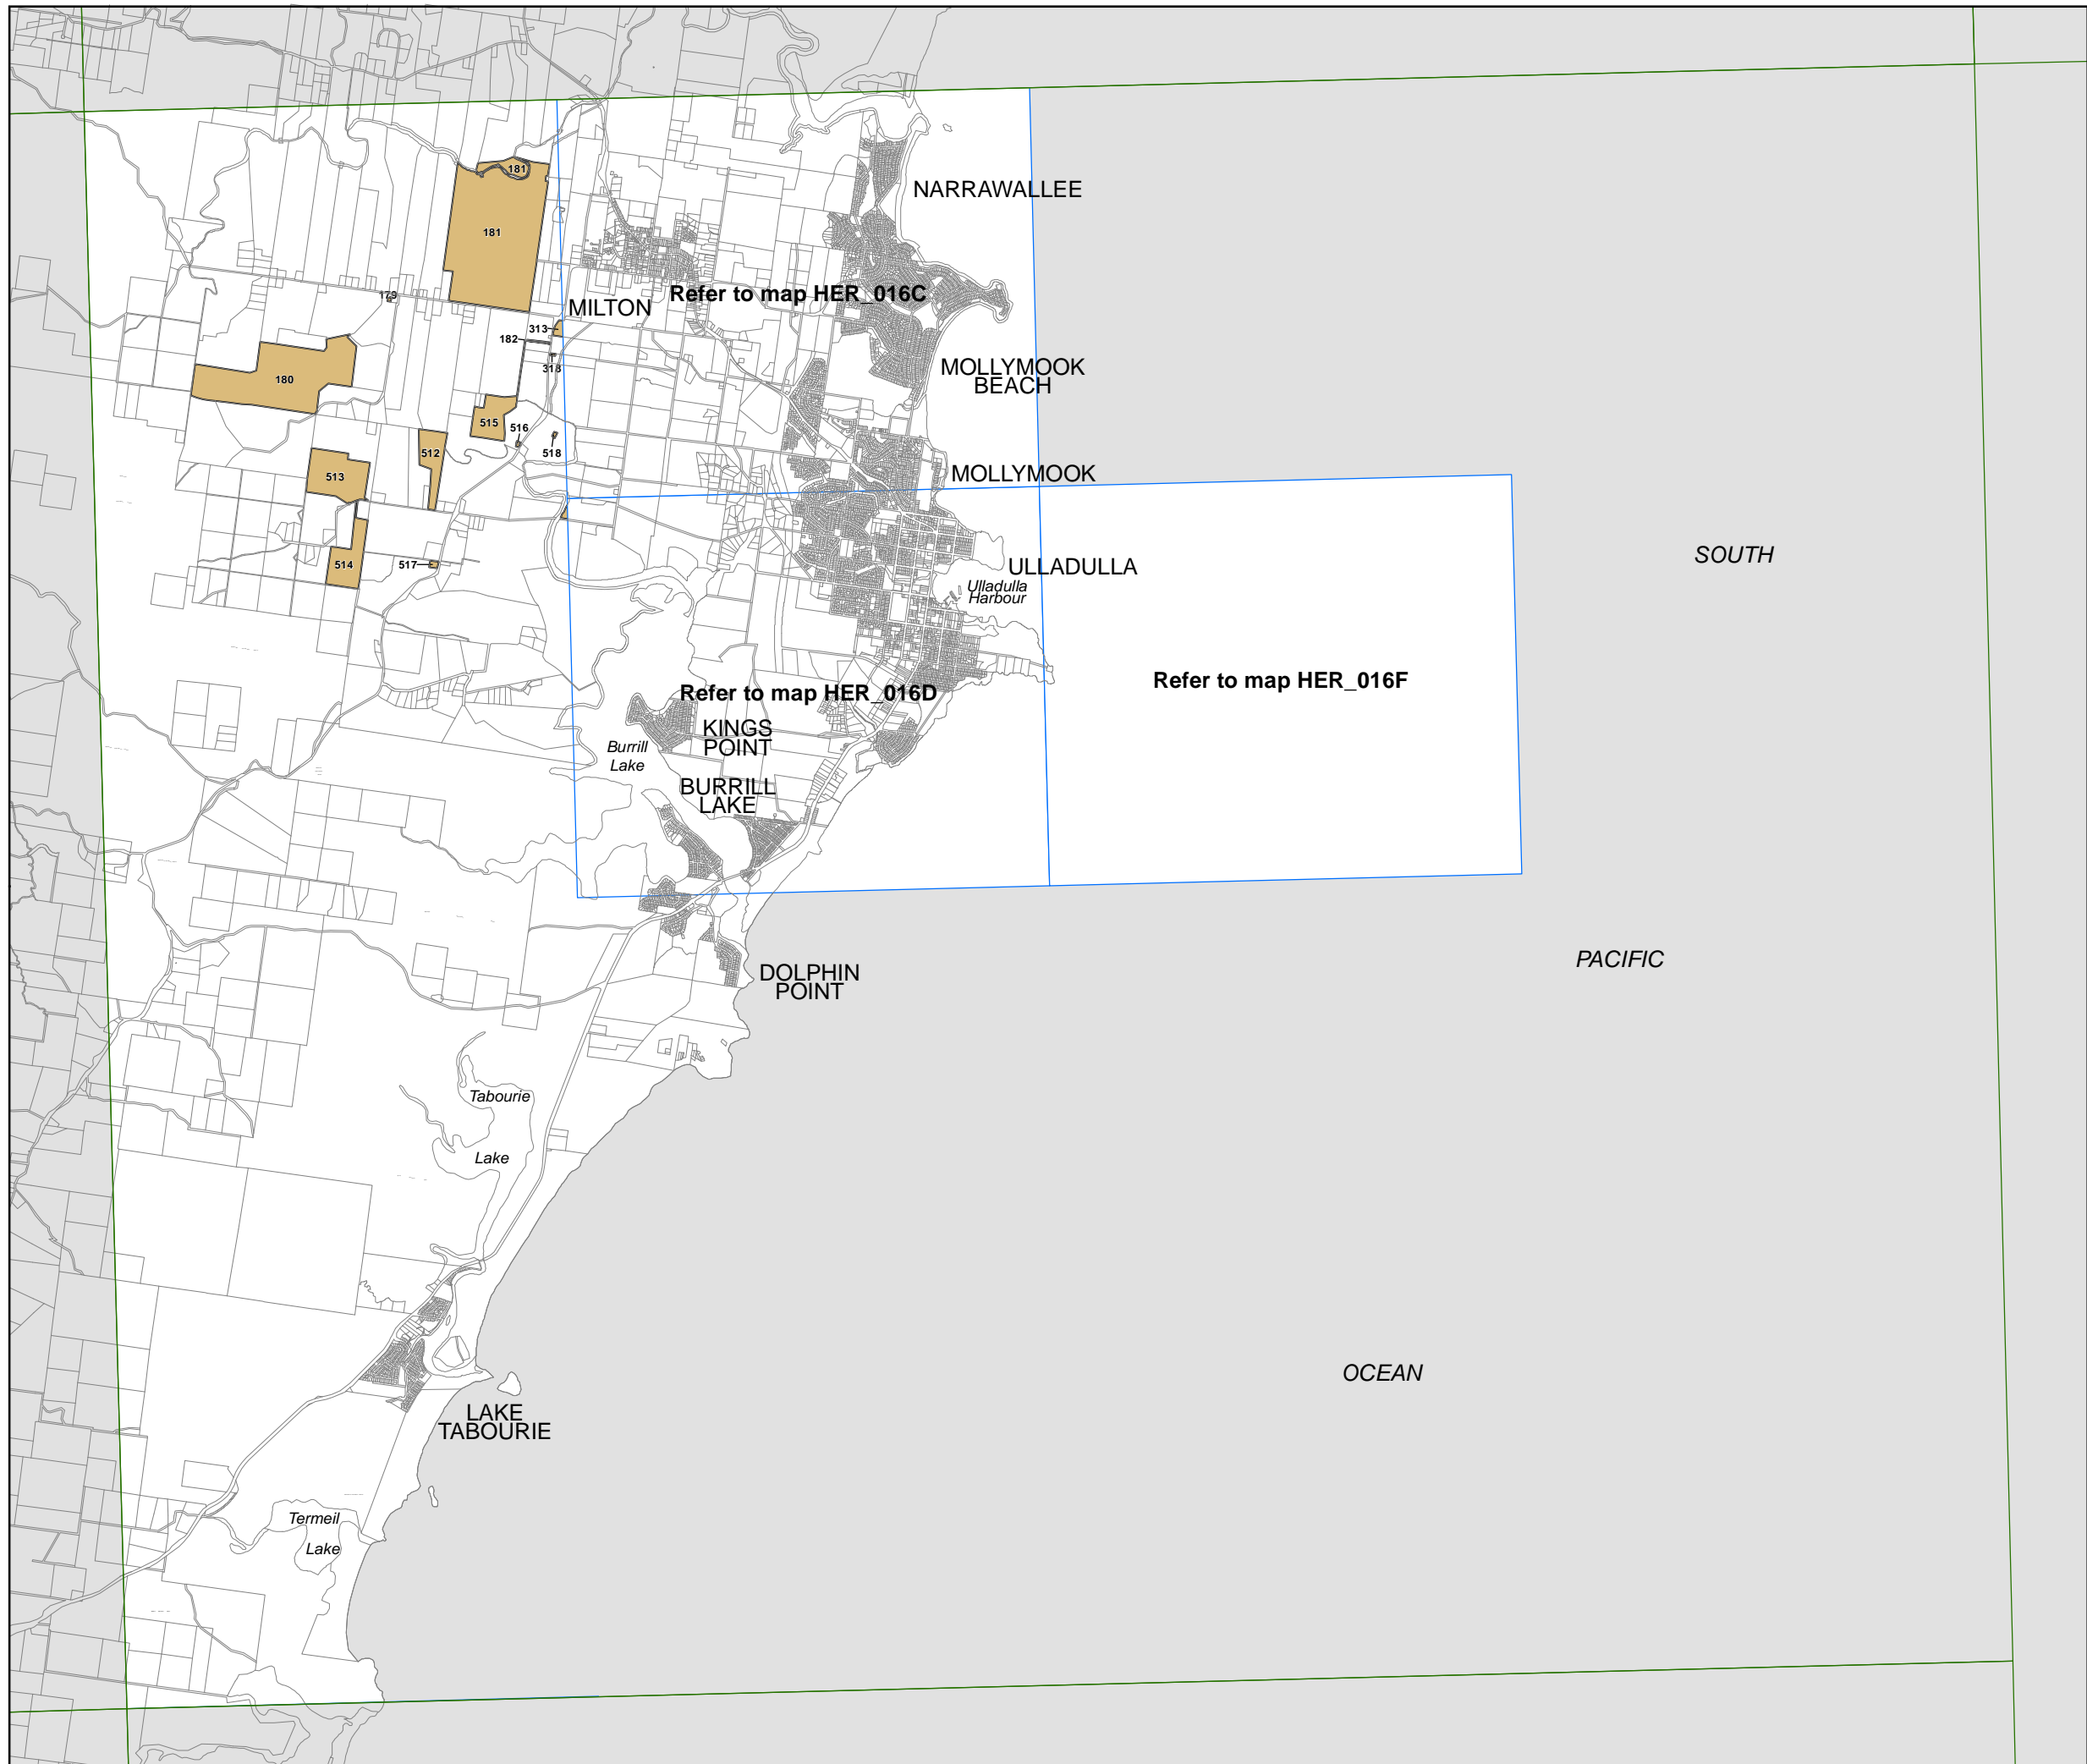 181
NARRAWALLEE
181
179
Refer to map HER_016C
MILTON
313
182
318
MOLLYMOOK
BEACH
180
515
516
518
512
MOLLYMOOK
513
SOUTH
514
517
ULLADULLA
Ulladulla
Harbour
Refer to map HER_016D
Refer to map HER_016F
KINGS
POINT
Burrill
Lake
BURRILL
LAKE
PACIFIC
DOLPHIN
POINT
Tabourie
Lake
OCEAN
LAKE
TABOURIE
Termeil
Lake